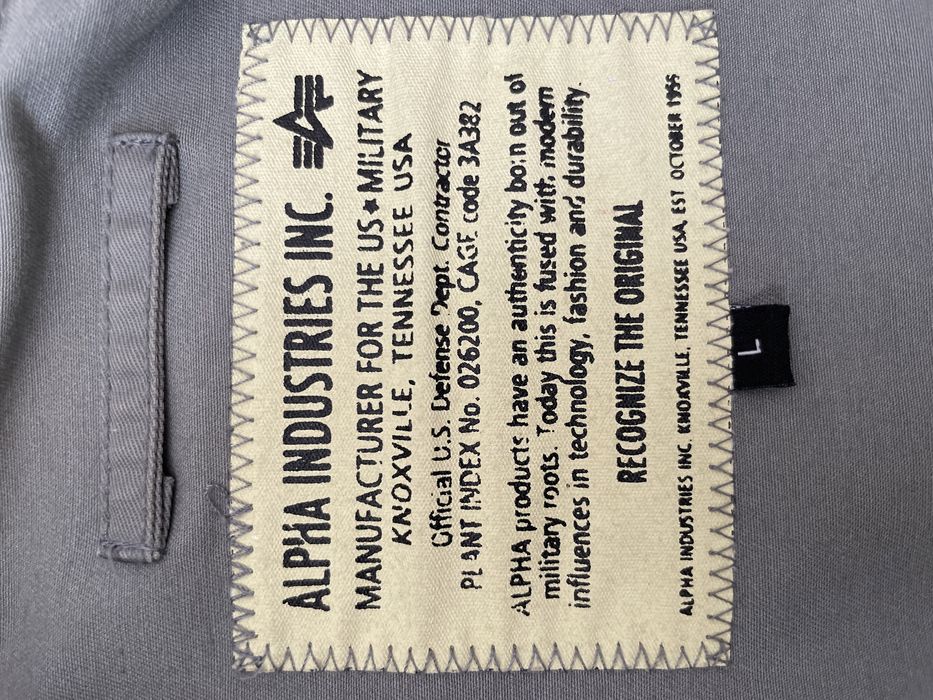 ALPHA INDUSTRIES INC.
MANUFACTURER FOR THE US★MILITARY
KNOXVILLE, TENNESSEE USA
Official U.S. Defense Dept. Contractor
PLANT INDEX No. 026200, CAGE code 3A382
ALPHA products have an authenticity born out of
military roots. Today this is fused with modern
influences in technology, fashion and durability.
RECOGNIZE THE ORIGINAL
ALPHA INDUSTRIES INC. KNOXVILLE, TENNESSEE USA EST OCTOBER 1959
L